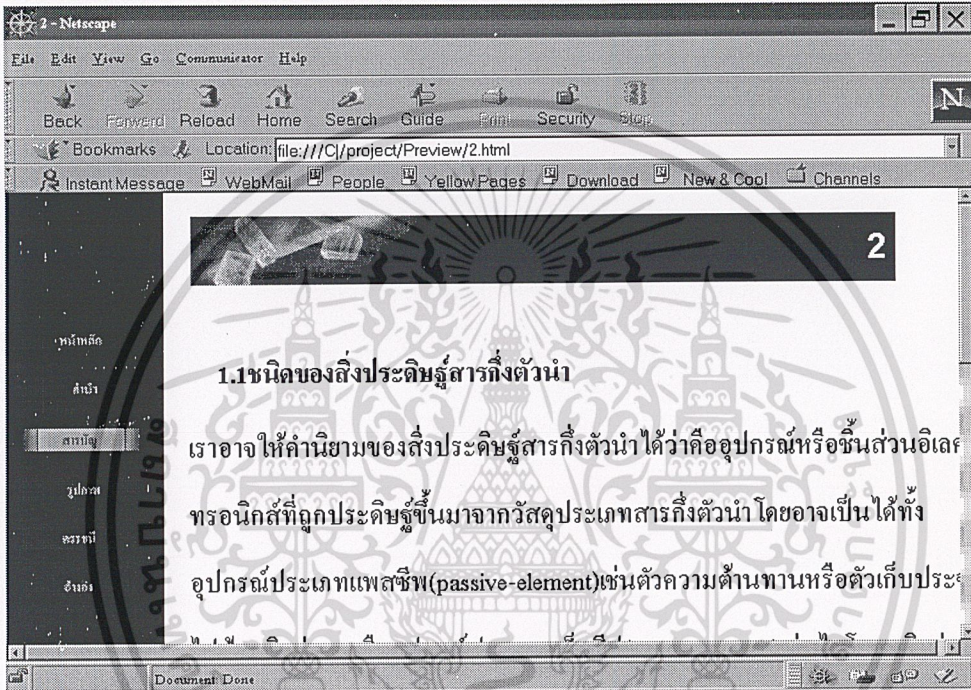 2 - Netscape
File Edit View Go Communicator Help
Back Forward Reload Home Search Guide Print Security Stop
N
Bookmarks Location: file:///C|/project/Preview/2.html
Instant Message WebMail People Yellow Pages Download New & Cool Channels
2
หน้าหลัก
คำนำ
สารบัญ
รูปภาพ
ดรรชนี
อ้างอิง
1.1ชนิดของสิ่งประดิษฐ์สารกึ่งตัวนำ
เราอาจให้คำนิยามของสิ่งประดิษฐ์สารกึ่งตัวนำได้ว่าคืออุปกรณ์หรือชิ้นส่วนอิเลค
ทรอนิกส์ที่ถูกประดิษฐ์ขึ้นมาจากวัสดุประเภทสารกึ่งตัวนำโดยอาจเป็นได้ทั้ง
อุปกรณ์ประเภทแพสซีพ(passive-element)เช่นตัวความต้านทานหรือตัวเก็บประจ
Document: Done